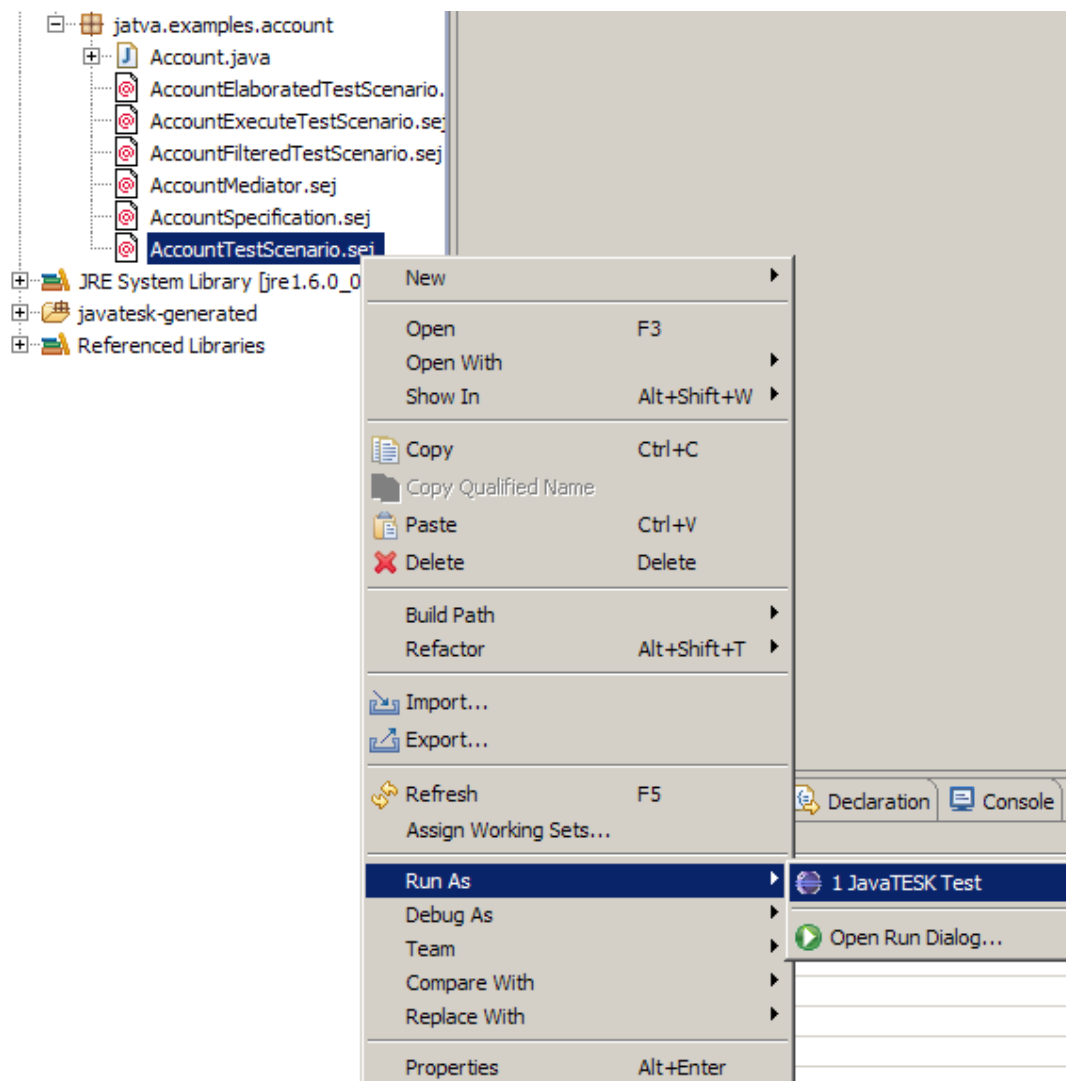 jatva.examples.account
Account.java
AccountElaboratedTestScenario.
AccountExecuteTestScenario.sej
AccountFilteredTestScenario.sej
AccountMediator.sej
AccountSpecification.sej
AccountTestScenario.sej
JRE System Library [jre1.6.0_0
javatesk-generated
Referenced Libraries
New
Open F3
Open With
Show In Alt+Shift+W
Copy Ctrl+C
Copy Qualified Name
Paste Ctrl+V
Delete Delete
Build Path
Refactor Alt+Shift+T
Import...
Export...
Refresh F5
Assign Working Sets...
Declaration Console
Run As
1 JavaTESK Test
Debug As
Open Run Dialog...
Team
Compare With
Replace With
Properties Alt+Enter